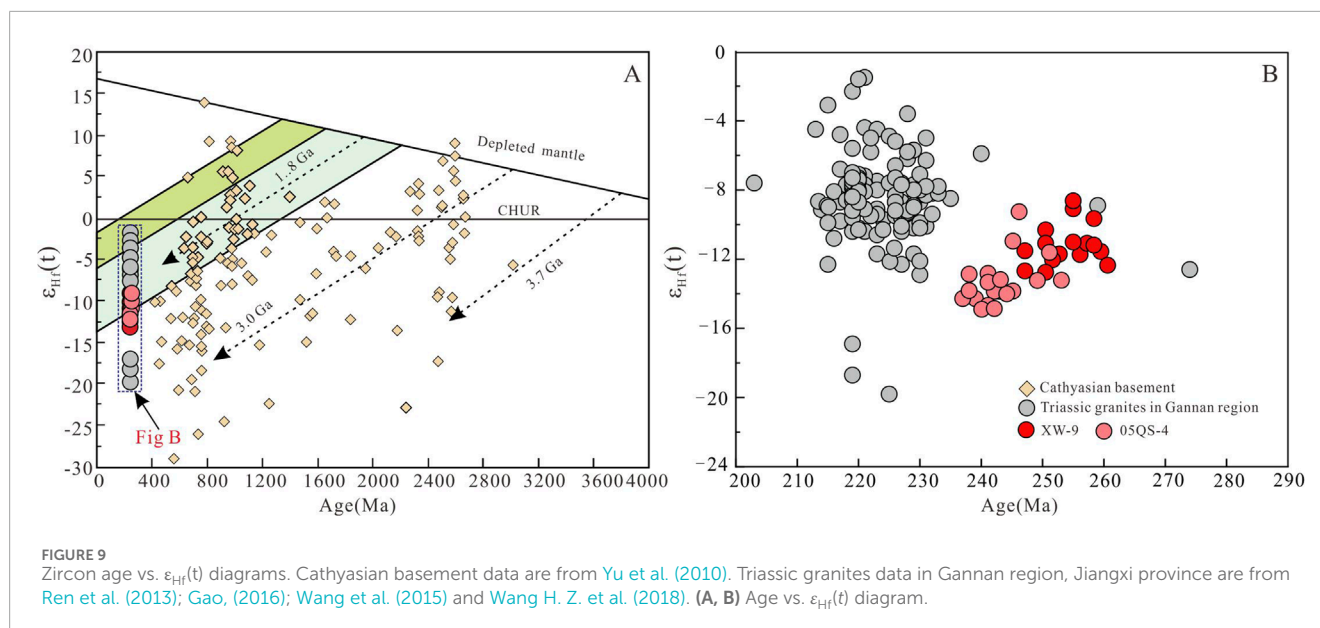 20
15
10
5
0
-5
-10
-15
-20
-25
-30
A
Depleted mantle
1..8 Ga
CHUR
3.7 Ga
3.0 Ga
Fig B
0 400 800 1200 1600 2000 2400 2800 3200 36004000
Age(Ma)
εHf(t)
0
−4
−8
−12
−16
−20
−24
B
Cathyasian basement
Triassic granites in Gannan region
XW-9 05QS-4
200 210 220 230 240 250 260 270 280 290
Age(Ma)
εHf(t)
FIGURE 9
Zircon age vs. εHf(t) diagrams. Cathyasian basement data are from Yu et al. (2010). Triassic granites data in Gannan region, Jiangxi province are from
Ren et al. (2013); Gao, (2016); Wang et al. (2015) and Wang H. Z. et al. (2018). (A, B) Age vs. εHf(t) diagram.